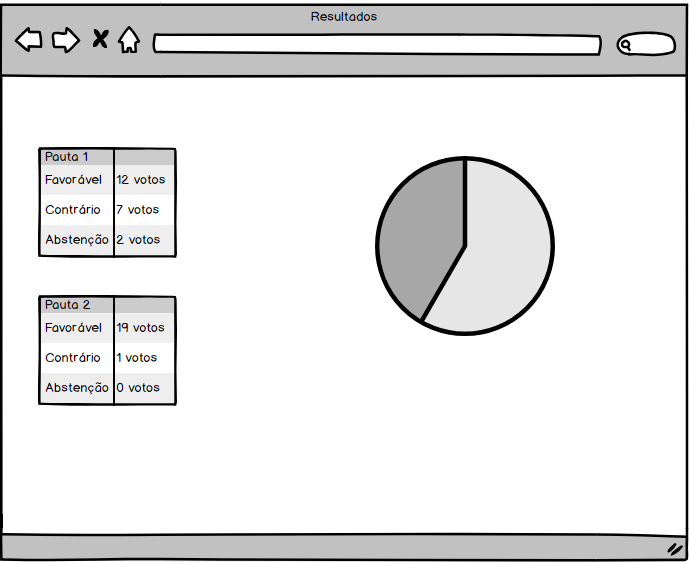 Resultados
Pauta 1
Favorável 12 votos
Contrário 7 votos
Abstenção 2 votos
Pauta 2
Favorável 19 votos
Contrário 1 votos
Abstenção 0 votos